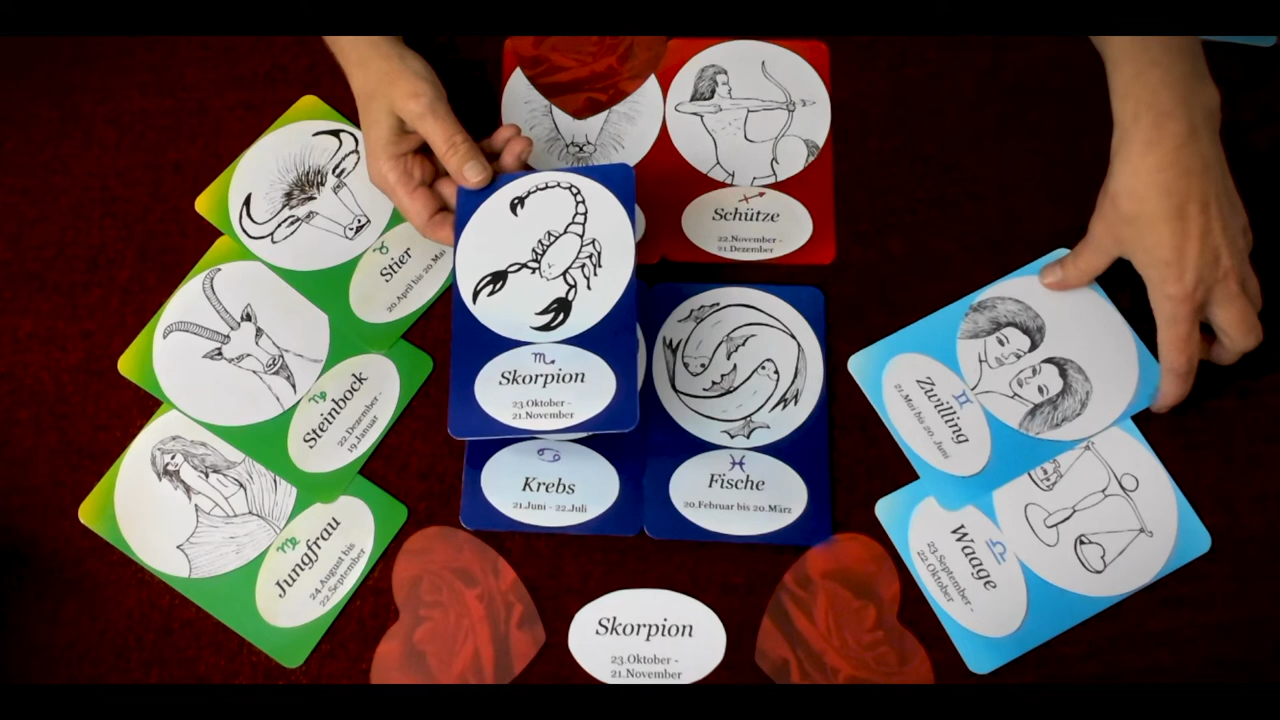 Schütze
22.November -
21.Dezember
Stier
20.April bis 20.Mai
Skorpion
23.Oktober -
21.November
Steinbock
22.Dezember -
19.Januar
Zwilling
21.Mai bis 20. Juni
Krebs
21.Juni - 22.Juli
Fische
20.Februar bis 20.März
Jungfrau
24.August bis
22.September
Waage
23.September -
22.Oktober
Skorpion
23.Oktober -
21.November